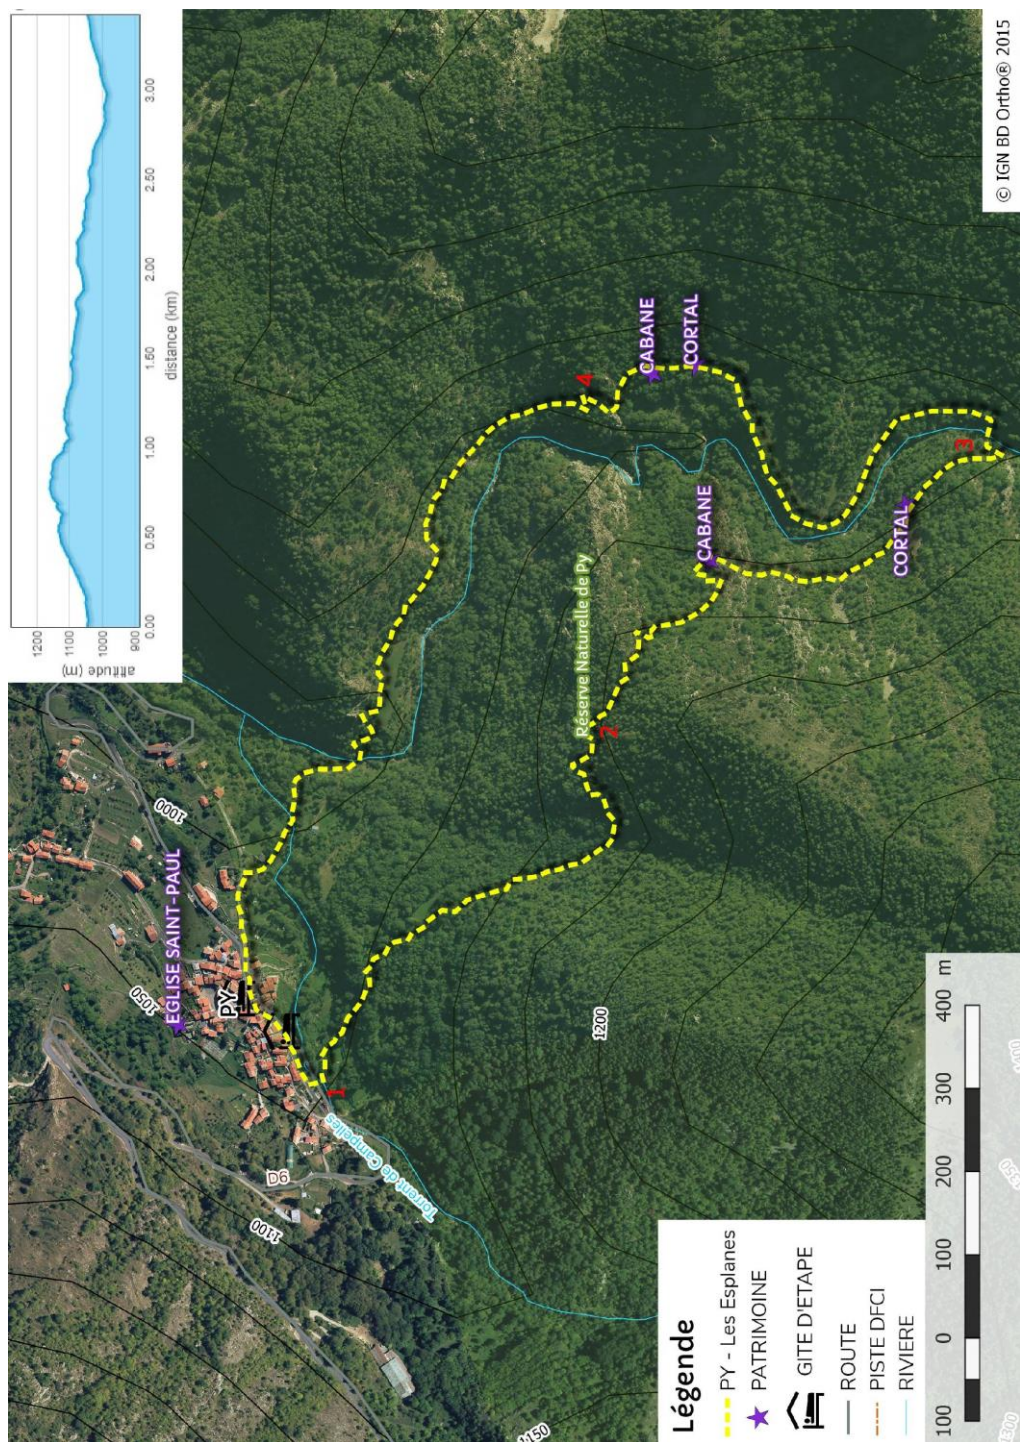 1200
1100
1000
900
altitude (m)
0.00
0.50
1.00
1.50
2.00
2.50
3.00
distance (km)
© IGN BD Ortho® 2015
EGLISE SAINT-PAUL
1050
1000
PY
1
D6
Torrent de Campelles
1100
1150
1200
Réserve Naturelle de Py
2
CABANE
CORTAL
3
4
CABANE
CORTAL
Légende
PY - Les Esplanes
PATRIMOINE
GITE D'ETAPE
ROUTE
PISTE DFCI
RIVIERE
100 0 100 200 300 400 m
1300
1350
1400